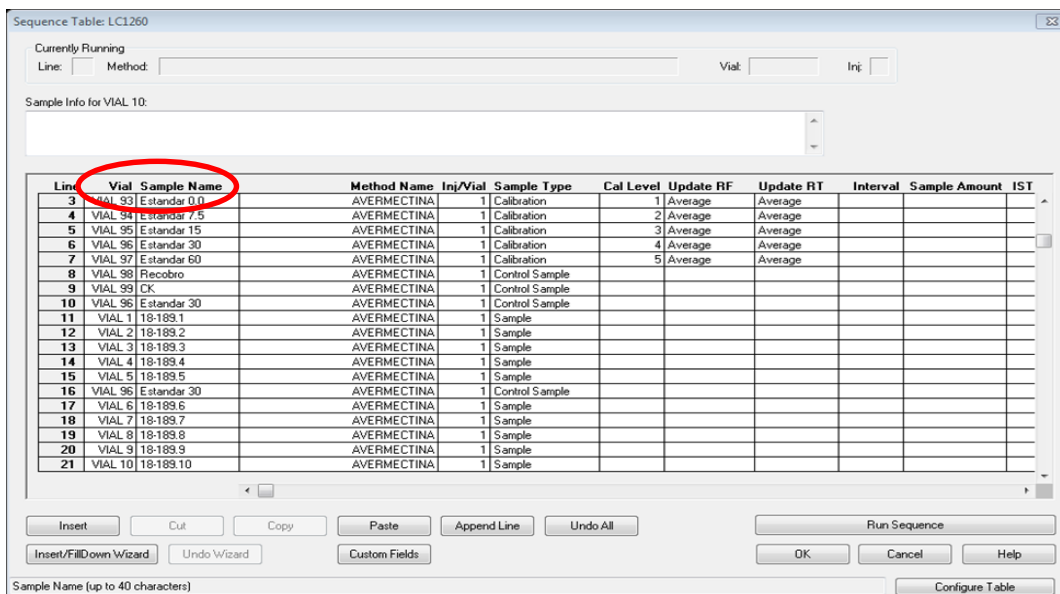 Sequence Table: LC1260
Currently Running
Line: Method: Vial: Inj:
Sample Info for VIAL 10:
Line Vial Sample Name Method Name Inj/Vial Sample Type Cal Level Update RF Update RT Interval Sample Amount IST
3 VIAL 93 Estandar 0.0 AVERMECTINA 1 Calibration 1 Average Average
4 VIAL 94 Estandar 7.5 AVERMECTINA 1 Calibration 2 Average Average
5 VIAL 95 Estandar 15 AVERMECTINA 1 Calibration 3 Average Average
6 VIAL 96 Estandar 30 AVERMECTINA 1 Calibration 4 Average Average
7 VIAL 97 Estandar 60 AVERMECTINA 1 Calibration 5 Average Average
8 VIAL 98 Recobro AVERMECTINA 1 Control Sample
9 VIAL 99 CK AVERMECTINA 1 Control Sample
10 VIAL 96 Estandar 30 AVERMECTINA 1 Control Sample
11 VIAL 1 18-189.1 AVERMECTINA 1 Sample
12 VIAL 2 18-189.2 AVERMECTINA 1 Sample
13 VIAL 3 18-189.3 AVERMECTINA 1 Sample
14 VIAL 4 18-189.4 AVERMECTINA 1 Sample
15 VIAL 5 18-189.5 AVERMECTINA 1 Sample
16 VIAL 96 Estandar 30 AVERMECTINA 1 Control Sample
17 VIAL 6 18-189.6 AVERMECTINA 1 Sample
18 VIAL 7 18-189.7 AVERMECTINA 1 Sample
19 VIAL 8 18-189.8 AVERMECTINA 1 Sample
20 VIAL 9 18-189.9 AVERMECTINA 1 Sample
21 VIAL 10 18-189.10 AVERMECTINA 1 Sample
Insert Cut Copy Paste Append Line Undo All Run Sequence
Insert/FillDown Wizard Undo Wizard Custom Fields OK Cancel Help
Sample Name (up to 40 characters) Configure Table